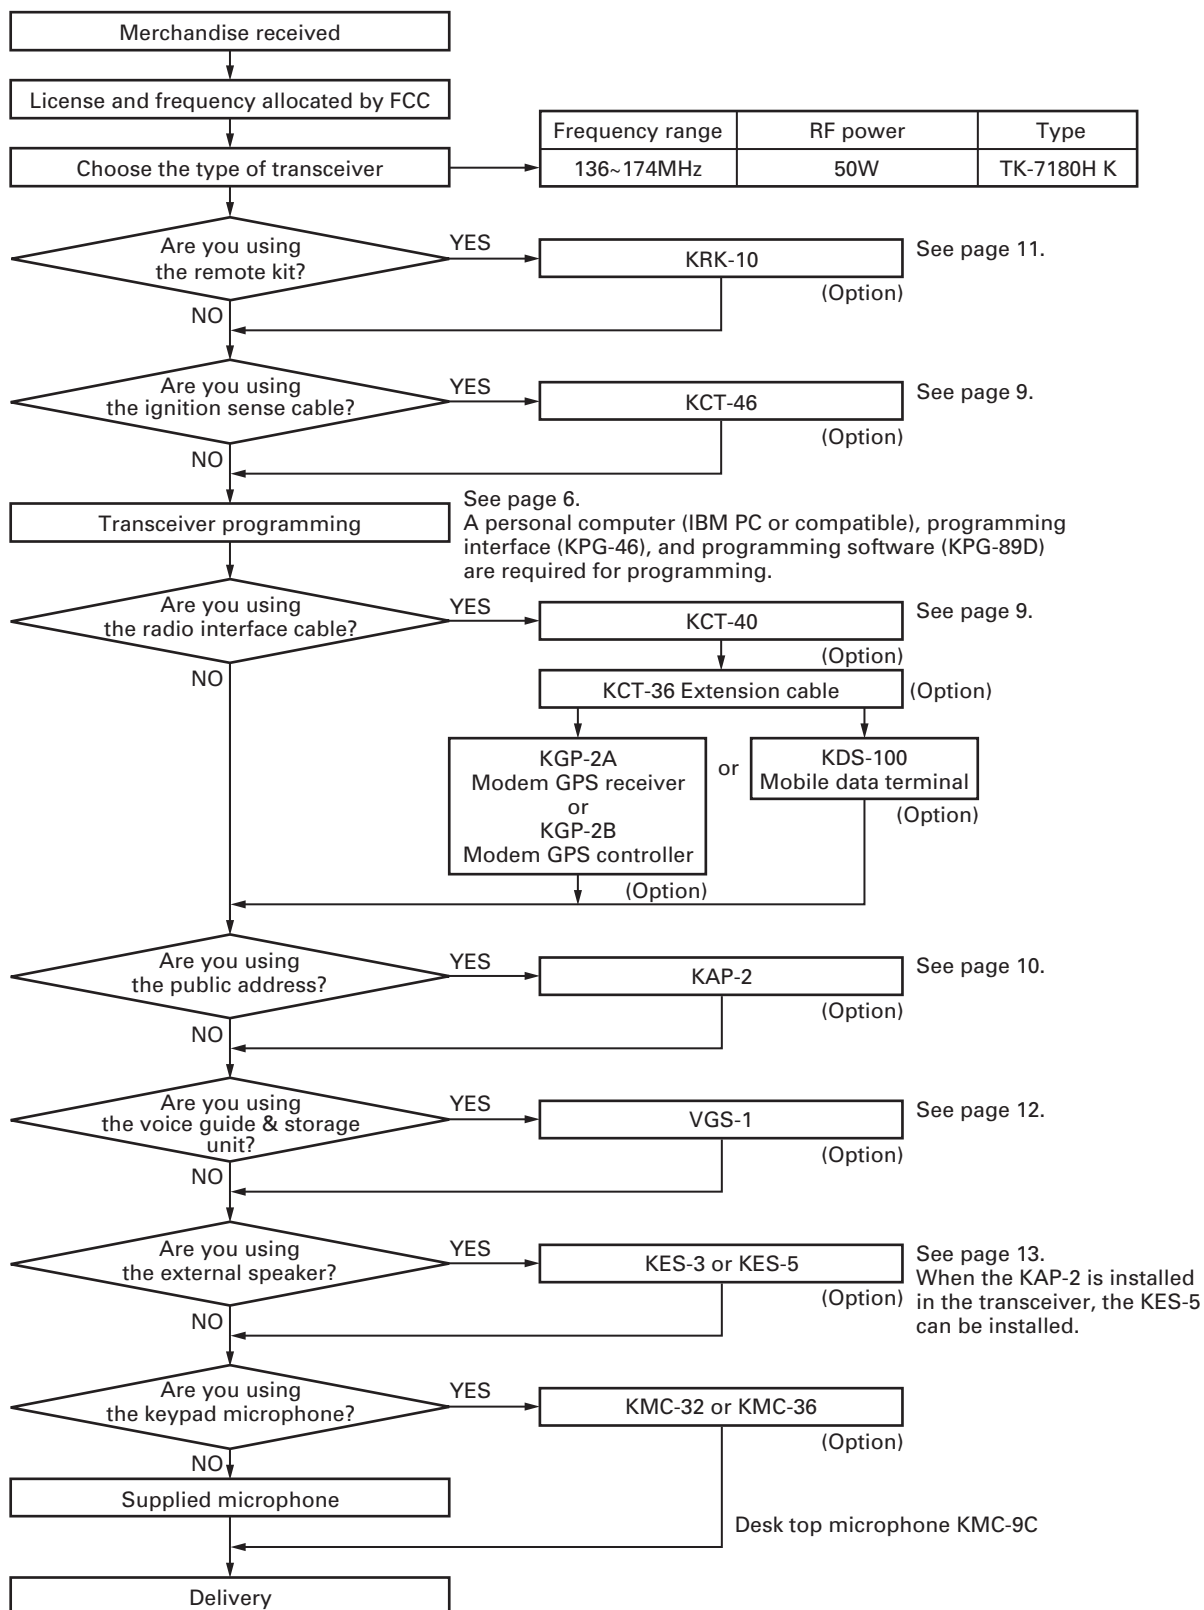 Merchandise received
License and frequency allocated by FCC
Choose the type of transceiver
Frequency range RF power Type
136~174MHz 50W TK-7180H K
Are you using
the remote kit?
YES
KRK-10
See page 11.
(Option)
NO
Are you using
the ignition sense cable?
YES
KCT-46
See page 9.
(Option)
NO
Transceiver programming
See page 6.
A personal computer (IBM PC or compatible), programming
interface (KPG-46), and programming software (KPG-89D)
are required for programming.
Are you using
the radio interface cable?
YES
KCT-40
See page 9.
(Option)
NO
KCT-36 Extension cable
(Option)
KGP-2A
Modem GPS receiver
or
KGP-2B
Modem GPS controller
(Option)
or
KDS-100
Mobile data terminal
(Option)
Are you using
the public address?
YES
KAP-2
See page 10.
(Option)
NO
Are you using
the voice guide & storage
unit?
YES
VGS-1
See page 12.
(Option)
NO
Are you using
the external speaker?
YES
KES-3 or KES-5
(Option)
See page 13.
When the KAP-2 is installed
in the transceiver, the KES-5
can be installed.
NO
Are you using
the keypad microphone?
YES
KMC-32 or KMC-36
(Option)
NO
Supplied microphone
Desk top microphone KMC-9C
Delivery